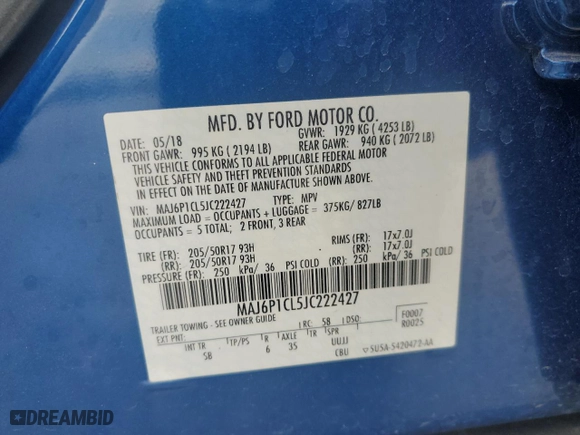 MFD. BY FORD MOTOR CO.
DATE: 05/18 GVWR: 1929 KG ( 4253 LB)
FRONT GAWR: 995 KG ( 2194 LB) REAR GAWR: 940 KG ( 2072 LB)
THIS VEHICLE CONFORMS TO ALL APPLICABLE FEDERAL MOTOR
VEHICLE SAFETY AND THEFT PREVENTION STANDARDS
IN EFFECT ON THE DATE OF MANUFACTURE SHOWN ABOVE
VIN: MAJ6P1CL5JC222427 TYPE: MPV
MAXIMUM LOAD = OCCUPANTS + LUGGAGE = 375KG/ 827LB
OCCUPANTS = 5 TOTAL; 2 FRONT, 3 REAR
TIRE (FR): 205/50R17 93H RIMS (FR): 17x7.0J
(RR): 205/50R17 93H (RR): 17x7.0J
PRESSURE (FR): 250 kPa/ 36 PSI COLD (RR): 250 kPa/ 36 PSI COLD
MAJ6P1CL5JC222427
TRAILER TOWING - SEE OWNER GUIDE
EXT PNT: RC: 58 DSO: F0007
INT TR TP/PS R AXLE TR SPR R0025
SB 6 35 UUJJ
CBU 5U5A-5420472-AA
DREAMBID